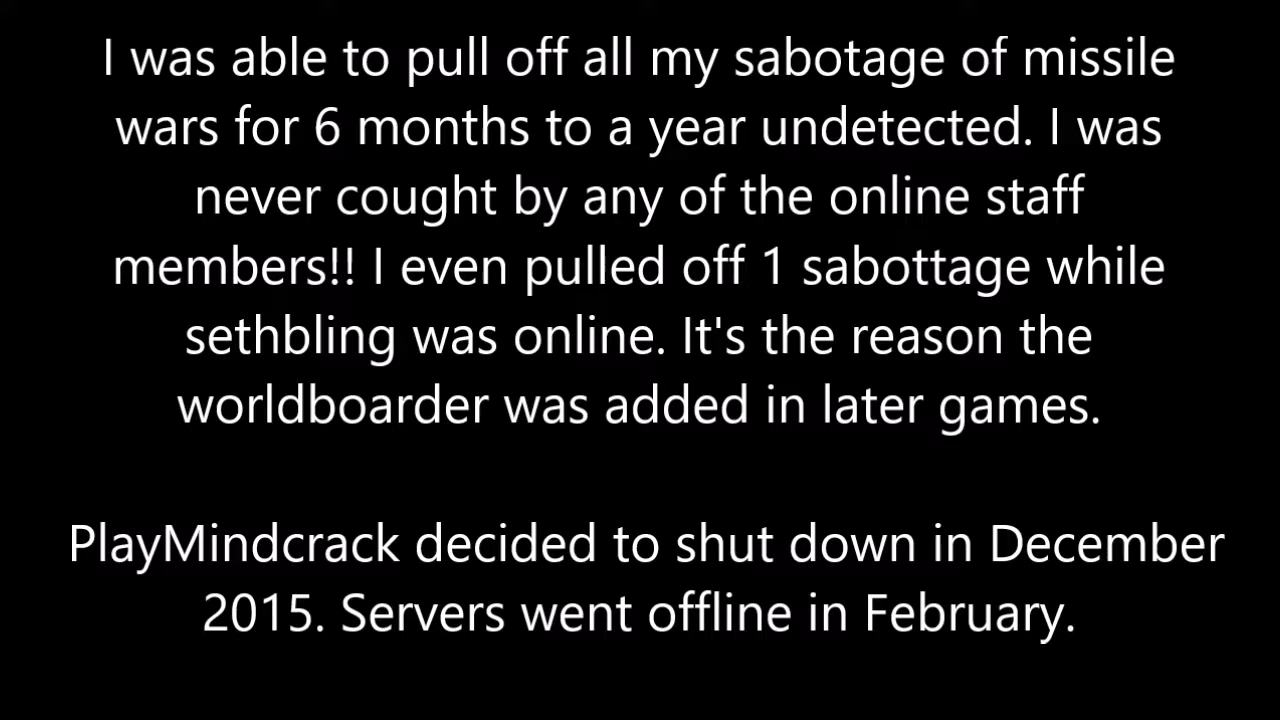 I was able to pull off all my sabotage of missile
wars for 6 months to a year undetected. I was
never cought by any of the online staff
members!! I even pulled off 1 sabottage while
sethbling was online. It's the reason the
worldboarder was added in later games.
PlayMindcrack decided to shut down in December
2015. Servers went offline in February.